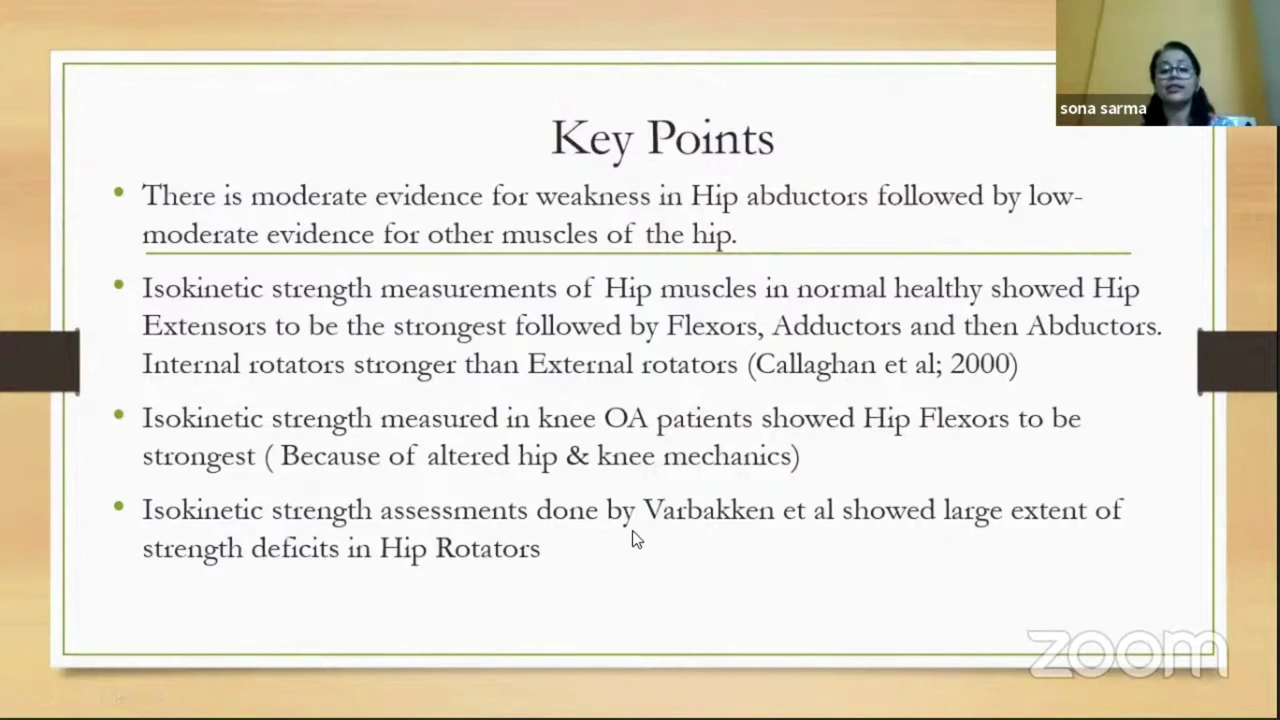 sona sarma
Key Points
• There is moderate evidence for weakness in Hip abductors followed by low-
moderate evidence for other muscles of the hip.
• Isokinetic strength measurements of Hip muscles in normal healthy showed Hip
Extensors to be the strongest followed by Flexors, Adductors and then Abductors.
Internal rotators stronger than External rotators (Callaghan et al; 2000)
• Isokinetic strength measured in knee OA patients showed Hip Flexors to be
strongest ( Because of altered hip & knee mechanics)
• Isokinetic strength assessments done by Varbakken et al showed large extent of
strength deficits in Hip Rotators
zoom